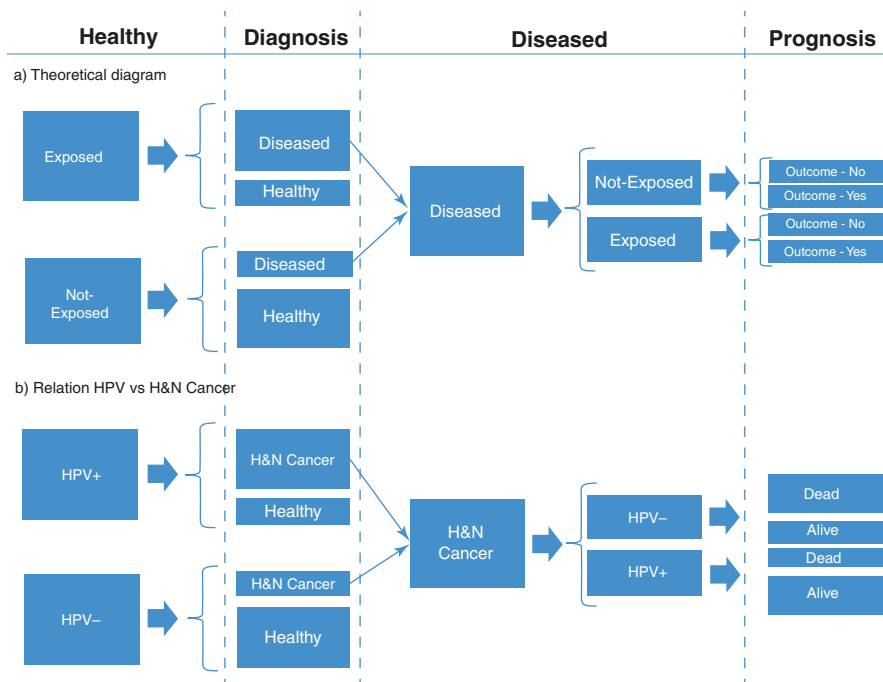 Healthy
Diagnosis
Diseased
Prognosis
a) Theoretical diagram
Exposed
Diseased
Healthy
Not-
Exposed
Diseased
Healthy
Diseased
Not-Exposed
Exposed
Outcome - No
Outcome - Yes
Outcome - No
Outcome - Yes
b) Relation HPV vs H&N Cancer
HPV+
H&N Cancer
Healthy
HPV–
H&N Cancer
Healthy
H&N
Cancer
HPV–
HPV+
Dead
Alive
Dead
Alive